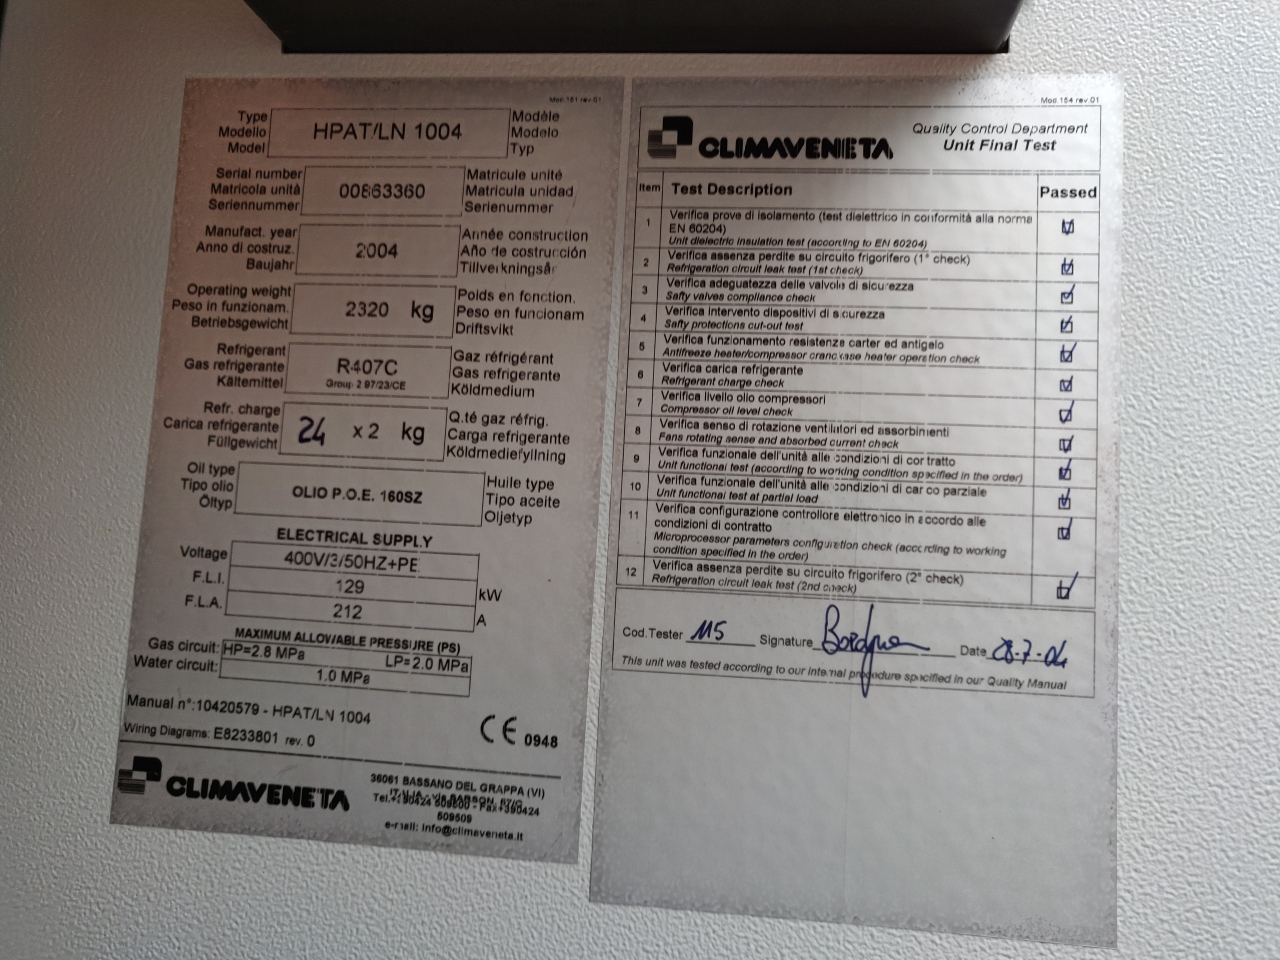 Mod.151 rev.01
Type
Modello
Model
HPAT/LN 1004
Modèle
Modelo
Typ
Serial number
Matricola unità
Seriennummer
00863360
Matricule unité
Matricula unidad
Serienummer
Manufact. year
Anno di costruz.
Baujahr
2004
Année construction
Año de costrucción
Tillverkningsår
Operating weight
Peso in funzionam.
Betriebsgewicht
2320 kg
Poids en fonction.
Peso en funcionam
Driftsvikt
Refrigerant
Gas refrigerante
Kältemittel
R407C
Group 2 97/23/CE
Gaz réfrigérant
Gas refrigerante
Köldmedium
Refr. charge
Carica refrigerante
Füllgewicht
24 x 2 kg
Q.té gaz réfrig.
Carga refrigerante
Köldmediefyllning
Oil type
Tipo olio
Öltyp
OLIO P.O.E. 160SZ
Huile type
Tipo aceite
Oljetyp
ELECTRICAL SUPPLY
Voltage 400V/3/50HZ+PE
F.L.I. 129 kW
F.L.A. 212 A
MAXIMUM ALLOWABLE PRESSURE (PS)
Gas circuit: HP=2.8 MPa LP=2.0 MPa
Water circuit: 1.0 MPa
Manual n°:10420579 - HPAT/LN 1004
Wiring Diagrams: E8233801 rev. 0
CE 0948
CLIMAVENETA
36061 BASSANO DEL GRAPPA (VI)
509509
e-mail: info@climaveneta.it
Mod.154 rev.01
CLIMAVENETA
Quality Control Department
Unit Final Test
Item Test Description Passed
1 Verifica prove di isolamento (test dielettrico in conformità alla norma
EN 60204)
Unit dielectric insulation test (according to EN 60204)
2 Verifica assenza perdite su circuito frigorifero (1° check)
Refrigeration circuit leak test (1st check)
3 Verifica adeguatezza delle valvole di sicurezza
Safty valves compliance check
4 Verifica intervento dispositivi di sicurezza
Safty protections cut-out test
5 Verifica funzionamento resistenze carter ed antigelo
Antifreeze heater/compressor cranckase heater operation check
6 Verifica carica refrigerante
Refrigerant charge check
7 Verifica livello olio compressori
Compressor oil level check
8 Verifica senso di rotazione ventilatori ed assorbimenti
Fans rotating sense and absorbed current check
9 Verifica funzionale dell'unità alle condizioni di contratto
Unit functional test (according to working condition specified in the order)
10 Verifica funzionale dell'unità alle condizioni di carico parziale
Unit functional test at partial load
11 Verifica configurazione controllore elettronico in accordo alle
condizioni di contratto
Microprocessor parameters configuration check (according to working
condition specified in the order)
12 Verifica assenza perdite su circuito frigorifero (2° check)
Refrigeration circuit leak test (2nd check)
Cod.Tester 115 Signature Date 28-7-04
This unit was tested according to our internal procedure specified in our Quality Manual